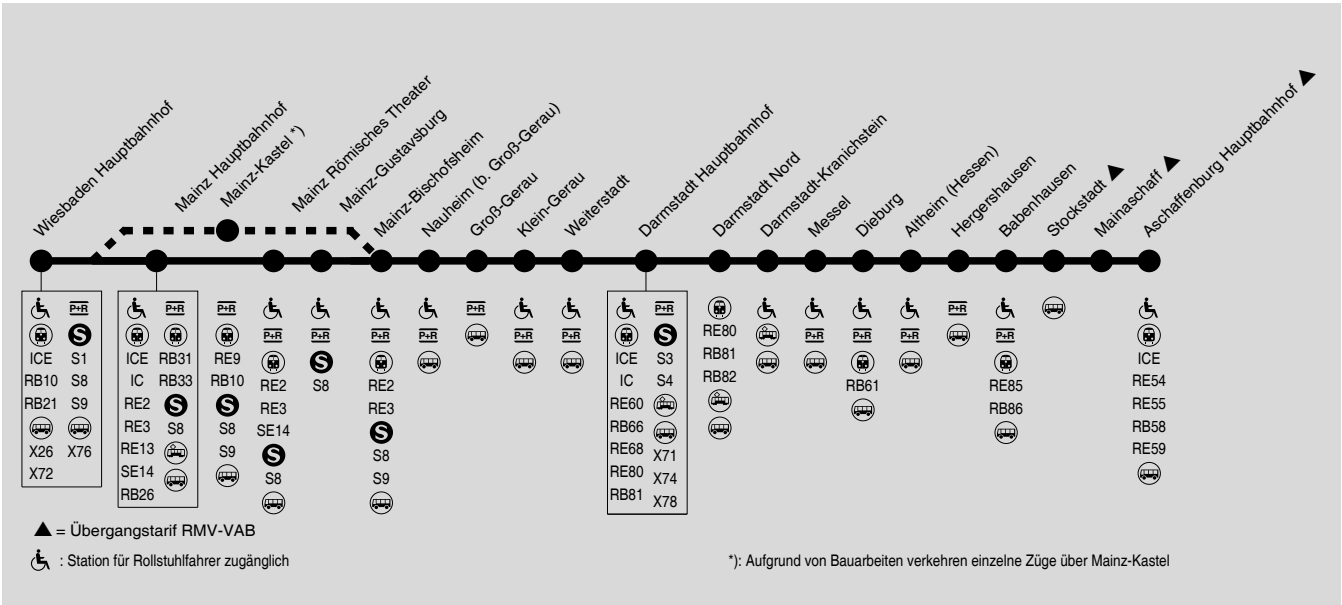 Wiesbaden Hauptbahnhof
Mainz Hauptbahnhof
Mainz-Kastel *)
Mainz Römisches Theater
Mainz-Gustavsburg
Mainz-Bischofsheim
Nauheim (b. Groß-Gerau)
Groß-Gerau
Klein-Gerau
Weiterstadt
Darmstadt Hauptbahnhof
Darmstadt Nord
Darmstadt-Kranichstein
Messel
Dieburg
Altheim (Hessen)
Hergershausen
Babenhausen
Stockstadt ▲
Mainaschaff ▲
Aschaffenburg Hauptbahnhof ▲
ICE
RB10
RB21
X26
X72
P+R
S
S1
S8
S9
X76
ICE
IC
RE2
RE3
RE13
SE14
RB26
P+R
RB31
RB33
S
S8
P+R
RE9
RB10
S
S8
S9
P+R
RE2
RE3
SE14
S
S8
P+R
S
S8
P+R
RE2
RE3
S
S8
S9
P+R
P+R
P+R
P+R
ICE
IC
RE60
RB66
RE68
RE80
RB81
P+R
S
S3
S4
X71
X74
X78
RE80
RB81
RB82
P+R
P+R
RB61
P+R
P+R
P+R
RE85
RB86
ICE
RE54
RE55
RB58
RE59
▲ = Übergangstarif RMV-VAB
: Station für Rollstuhlfahrer zugänglich
*): Aufgrund von Bauarbeiten verkehren einzelne Züge über Mainz-Kastel